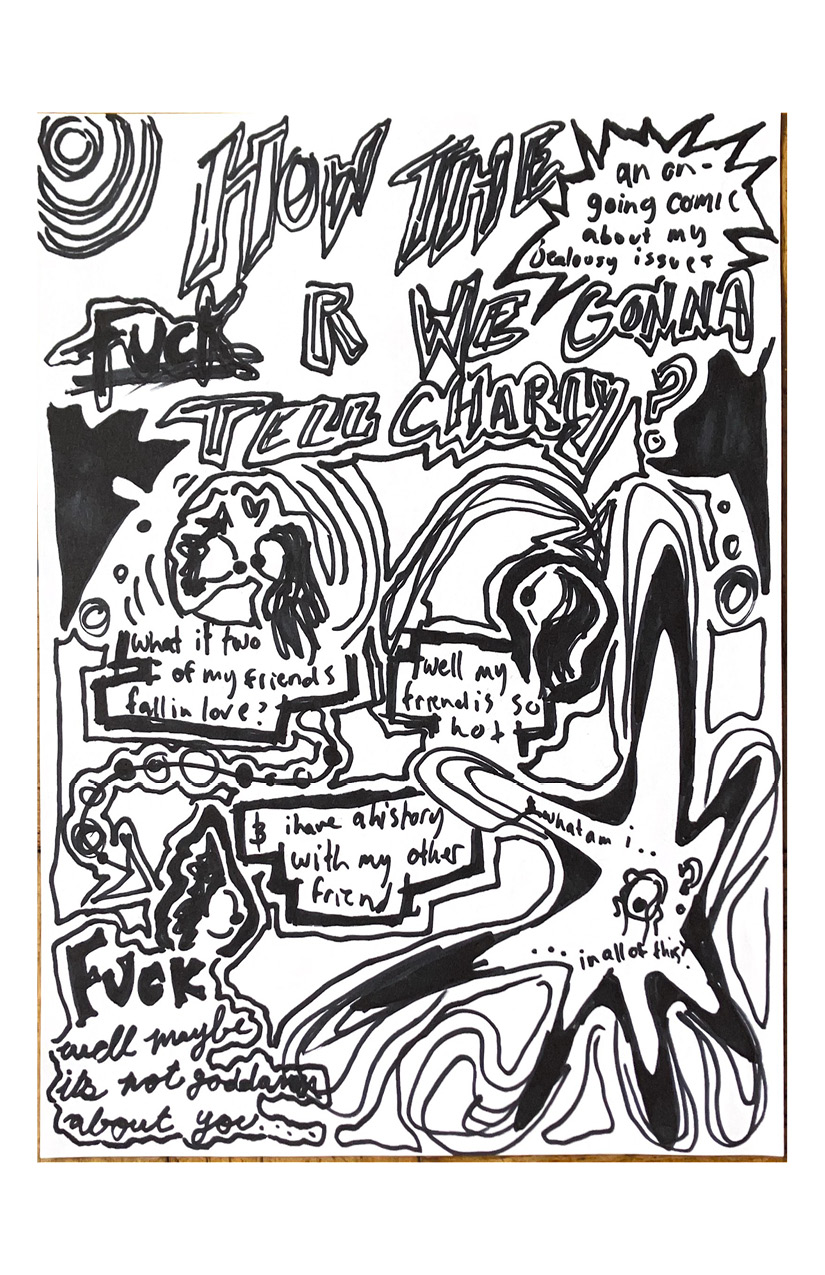 HOW THE
FUCK R WE GONNA
TELL CHARLY?
an on-
going comic
about my
jealousy issues
what if two
of my friends
fall in love?
well my
friend is so
hot
& i have a history
with my other
friend
what am i...
?
... in all of this?
FUCK
well maybe
it's not goddamn
about you...